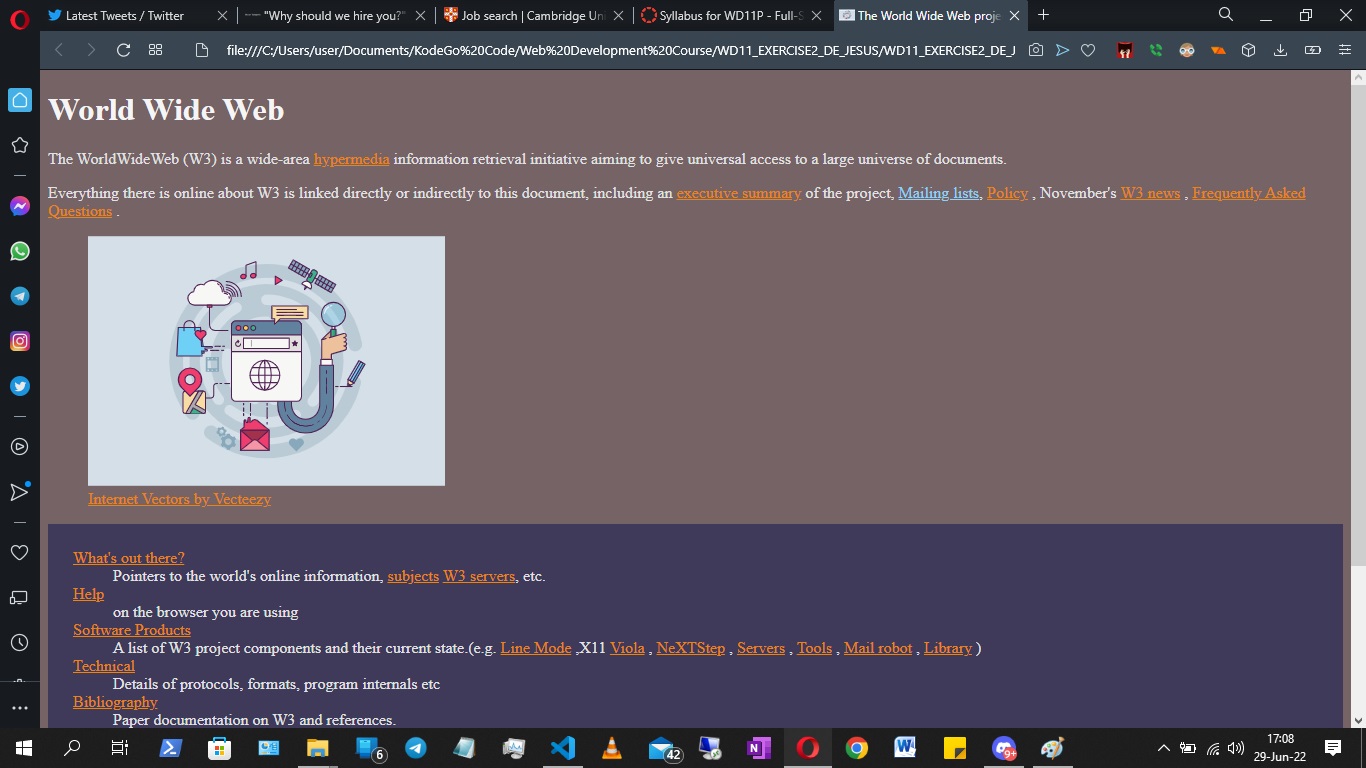 Latest Tweets / Twitter
"Why should we hire you?"
Job search | Cambridge Uni
Syllabus for WD11P - Full-S
The World Wide Web proje
file:///C:/Users/user/Documents/KodeGo%20Code/Web%20Development%20Course/WD11_EXERCISE2_DE_JESUS/WD11_EXERCISE2_DE_J
World Wide Web
The WorldWideWeb (W3) is a wide-area hypermedia information retrieval initiative aiming to give universal access to a large universe of documents.
Everything there is online about W3 is linked directly or indirectly to this document, including an executive summary of the project, Mailing lists, Policy , November's W3 news , Frequently Asked
Questions .
Internet Vectors by Vecteezy
What's out there?
Pointers to the world's online information, subjects W3 servers, etc.
Help
on the browser you are using
Software Products
A list of W3 project components and their current state.(e.g. Line Mode ,X11 Viola , NeXTStep , Servers , Tools , Mail robot , Library )
Technical
Details of protocols, formats, program internals etc
Bibliography
Paper documentation on W3 and references.
6
42
9+
17:08
29-Jun-22